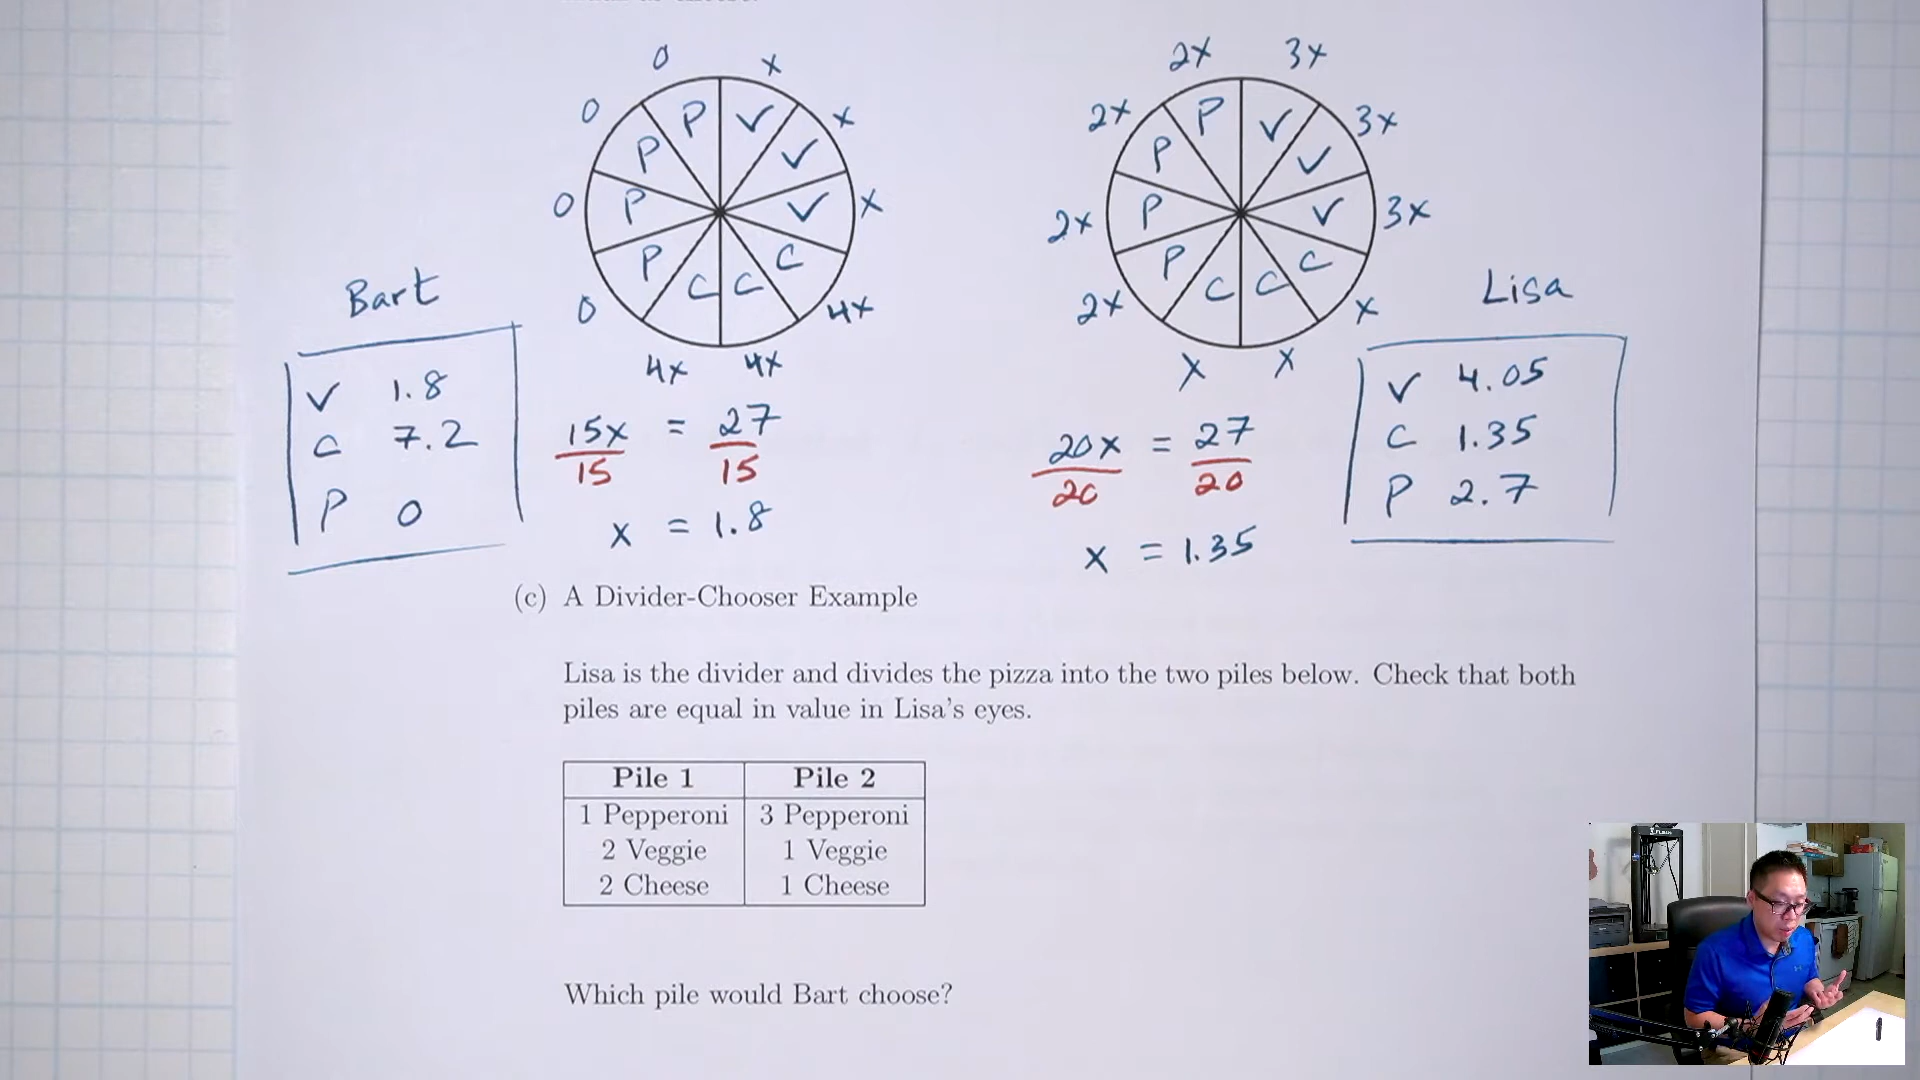 0 x 2x 3x
0 P V x 2x P V 3x
P V P V
0 P V x 2x P V 3x
P C P C
Bart C C C C Lisa
0 4x 2x x
4x 4x x x
V 1.8 V 4.05
15x = 27 20x = 27
C 7.2 C 1.35
15 15 20 20
P 0 P 2.7
x = 1.8 x = 1.35
(c) A Divider-Chooser Example
Lisa is the divider and divides the pizza into the two piles below. Check that both
piles are equal in value in Lisa's eyes.
Pile 1 Pile 2
1 Pepperoni 3 Pepperoni
2 Veggie 1 Veggie
2 Cheese 1 Cheese
Which pile would Bart choose?